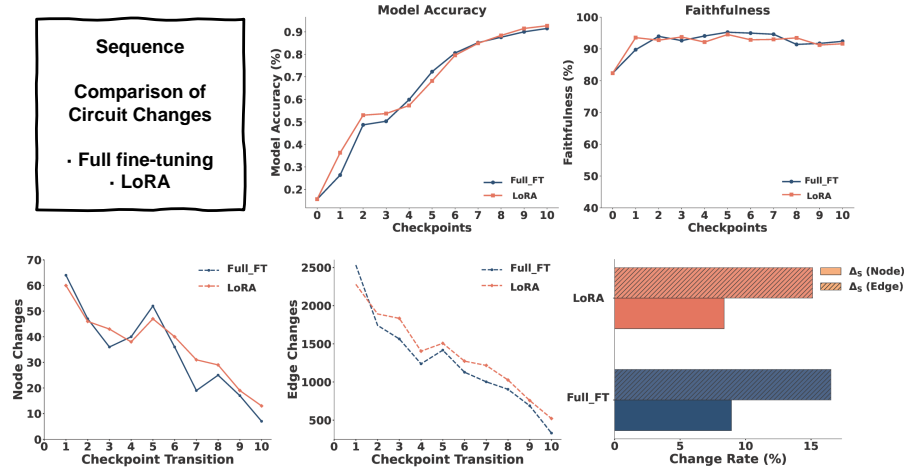 Sequence
Comparison of
Circuit Changes
· Full fine-tuning
· LoRA
Model Accuracy
Model Accuracy (%)
0.9
0.8
0.7
0.6
0.5
0.4
0.3
0.2
Full_FT
LoRA
0 1 2 3 4 5 6 7 8 9 10
Checkpoints
Faithfulness
Faithfulness (%)
100
90
80
70
60
50
40
Full_FT
LoRA
0 1 2 3 4 5 6 7 8 9 10
Checkpoints
Node Changes
70
60
50
40
30
20
10
0
Full_FT
LoRA
0 1 2 3 4 5 6 7 8 9 10
Checkpoint Transition
Edge Changes
2500
2000
1500
1000
500
Full_FT
LoRA
0 1 2 3 4 5 6 7 8 9 10
Checkpoint Transition
LoRA
Full_FT
Δ_S (Node)
Δ_S (Edge)
0 5 10 15
Change Rate (%)